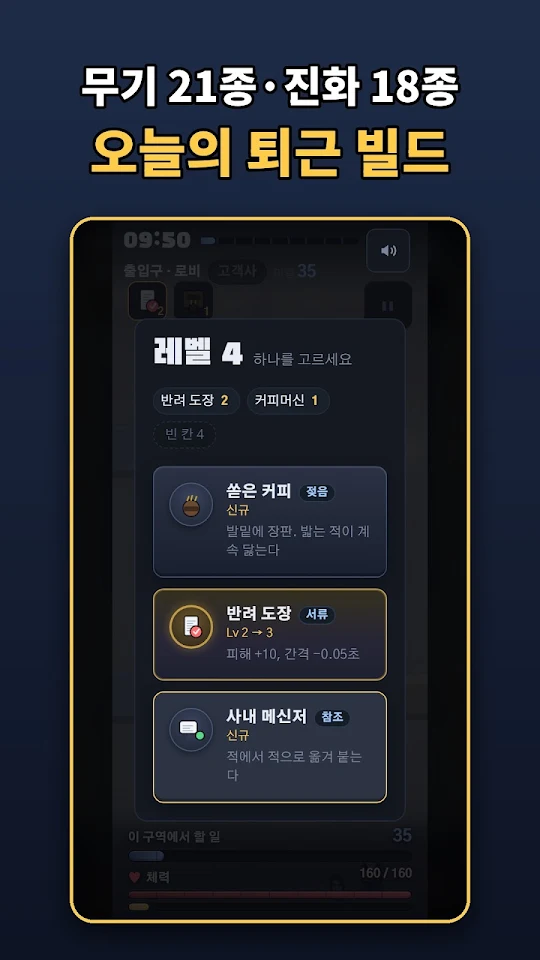 무기 21종·진화 18종
오늘의 퇴근 빌드
09:50
출입구·로비 고객사 35
2 1
레벨 4 하나를 고르세요
반려 도장 2 커피머신 1
빈 칸 4
쏟은 커피 젖음
신규
발밑에 장판. 밟는 적이 계
속 닳는다
반려 도장 서류
Lv 2 → 3
피해 +10, 간격 −0.05초
사내 메신저 참조
신규
적에서 적으로 옮겨 붙는
다
이 구역에서 할 일 35
체력 160 / 160